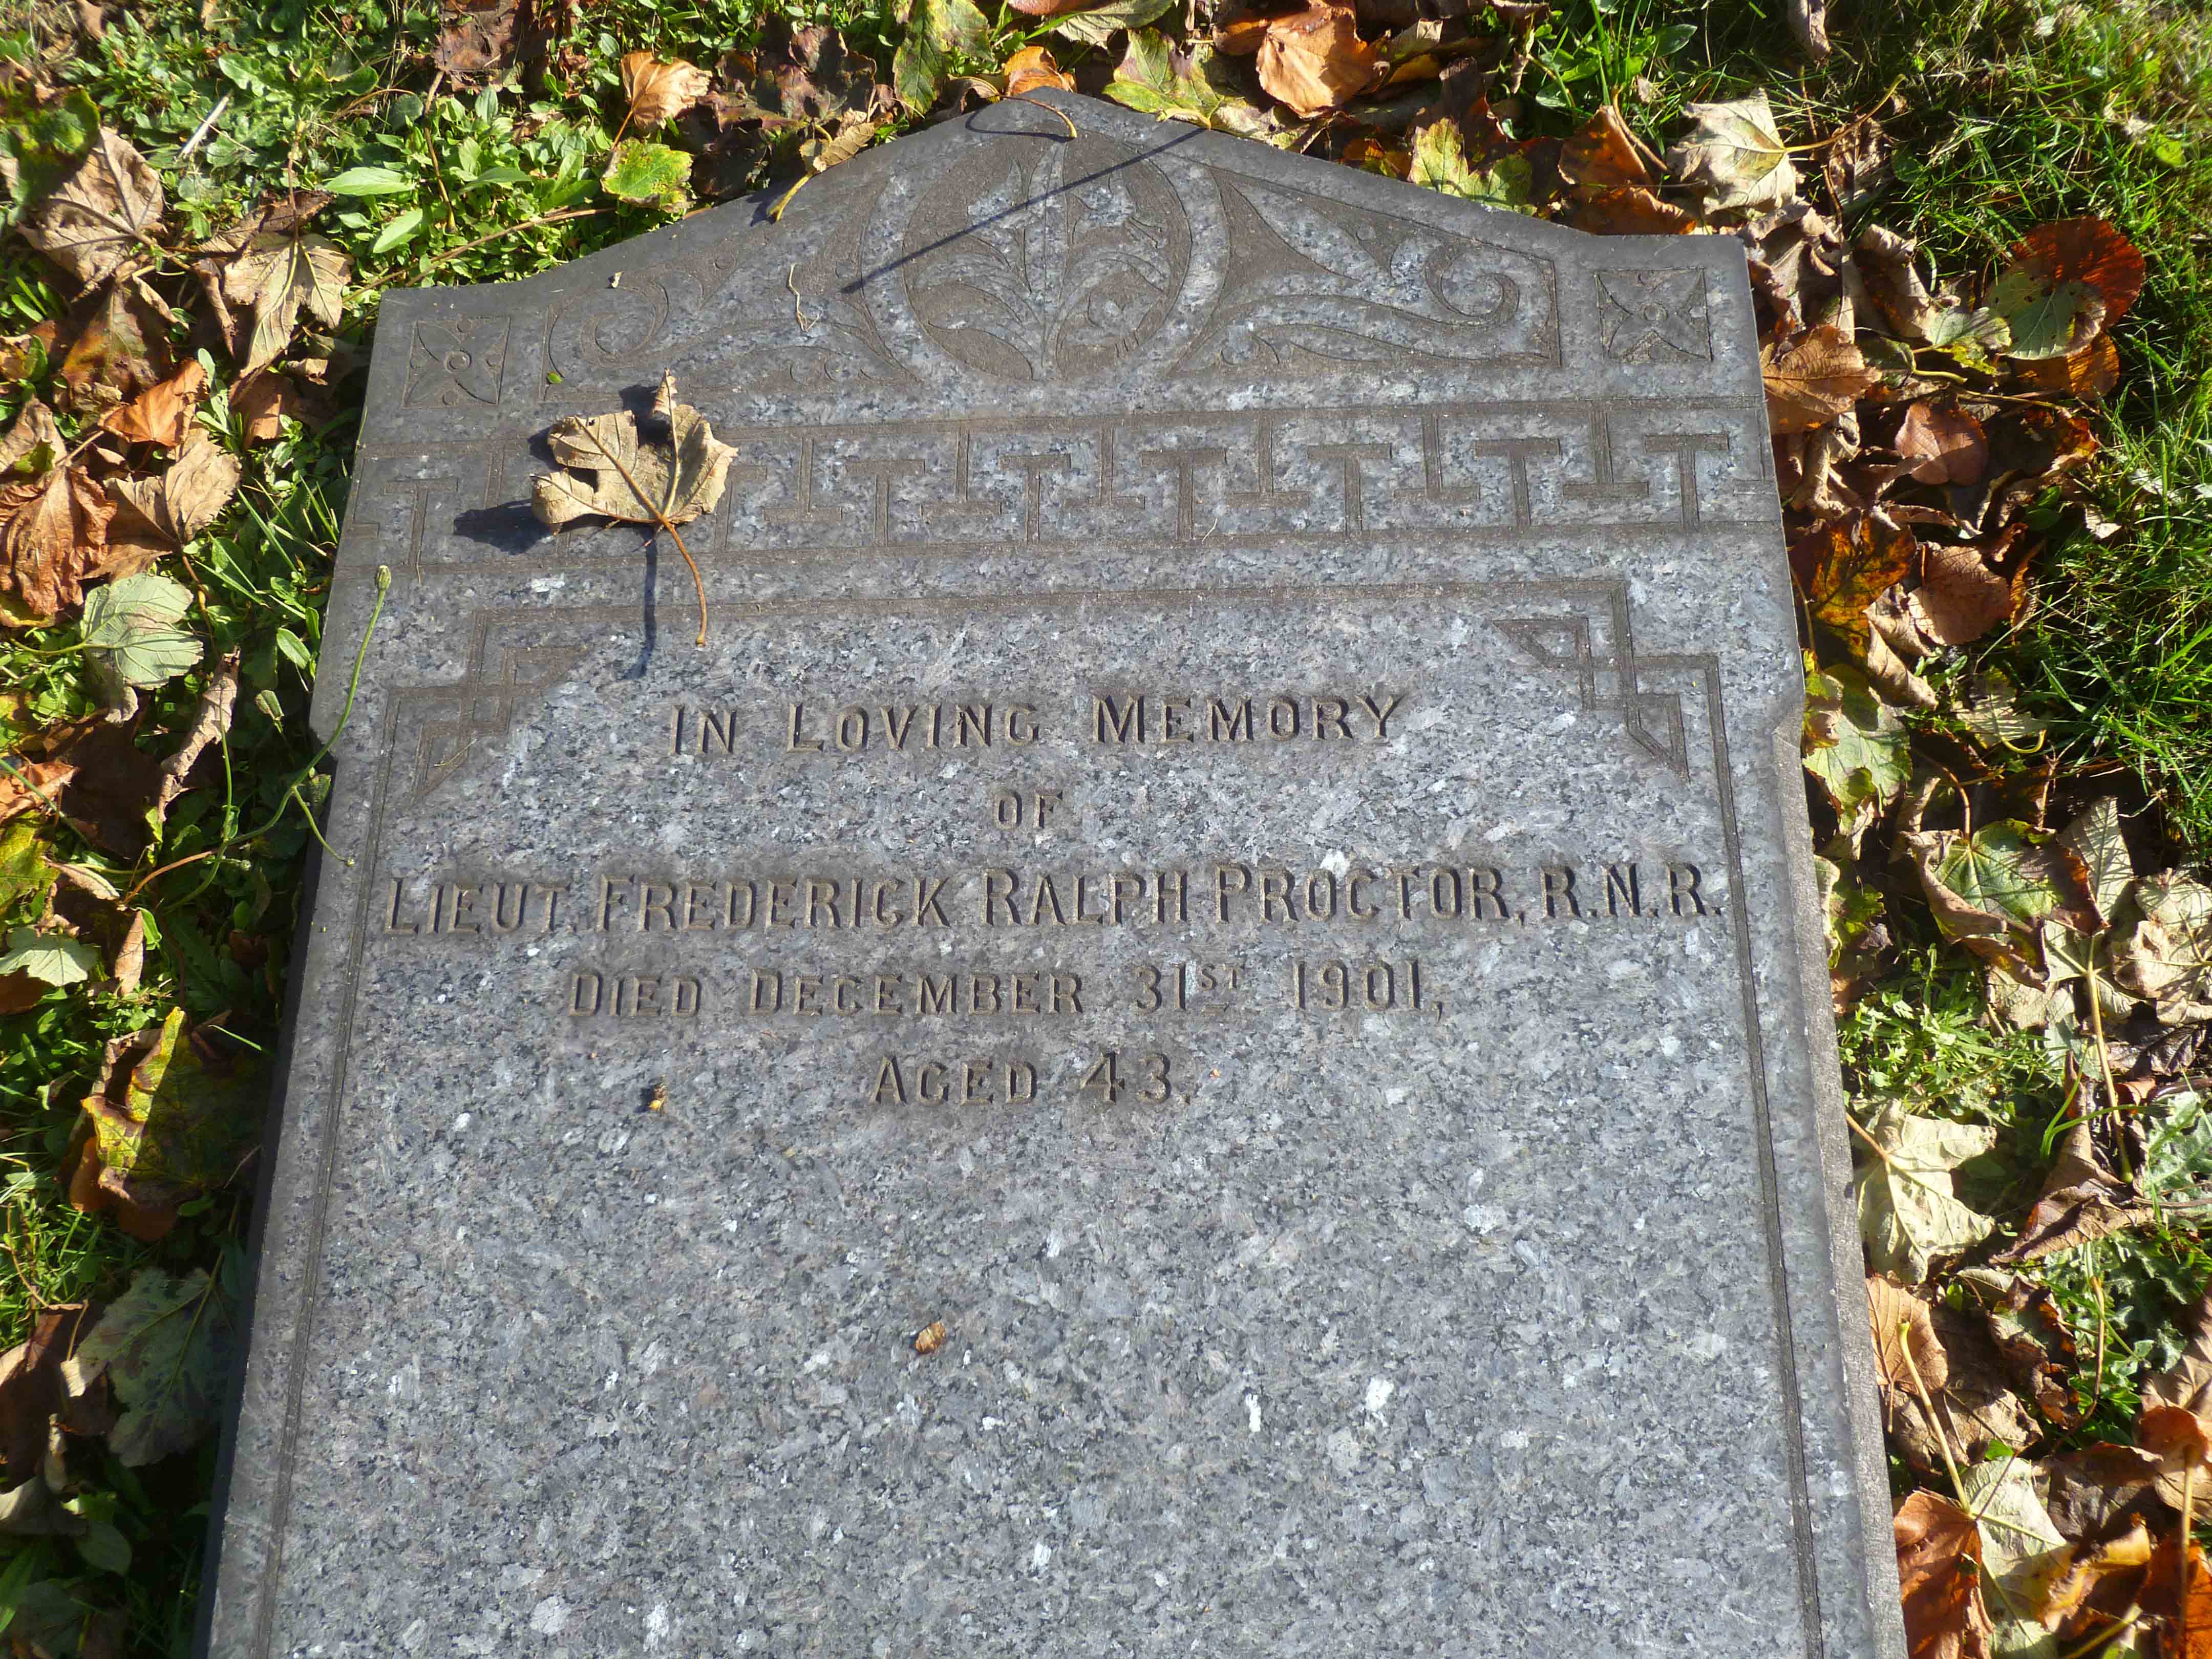 IN LOVING MEMORY
OF
LIEUT. FREDERICK RALPH PROCTOR, R.N.R.
DIED DECEMBER 31ST 1901,
AGED 43.